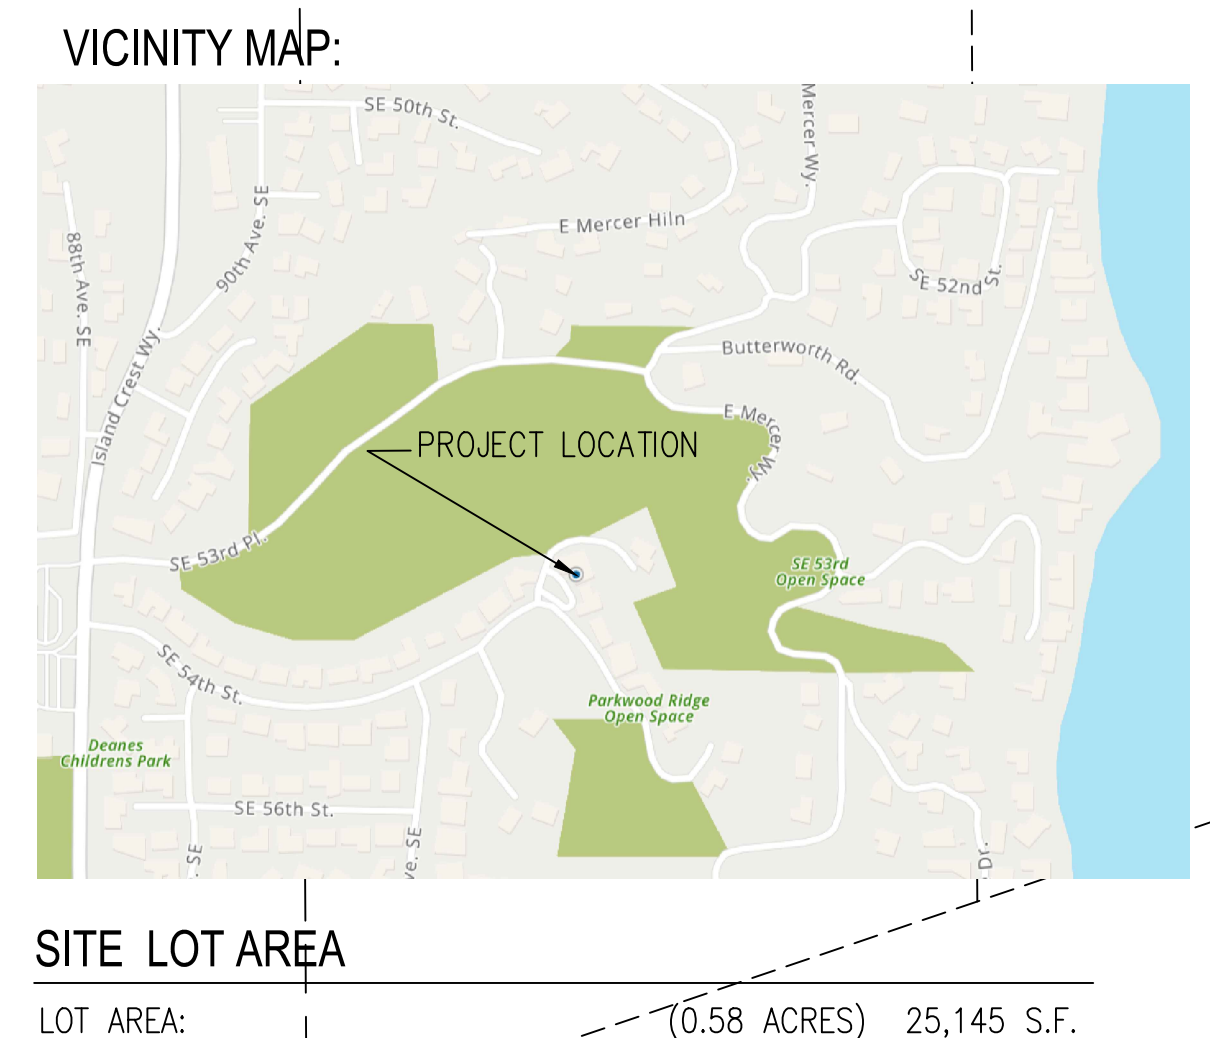 VICINITY MAP:
SE 50th St.
Mercer Wy.
90th Ave. SE
E Mercer Hiln
88th Ave. SE
SE 52nd St.
Island Crest Wy.
Butterworth Rd.
E Mercer Wy.
PROJECT LOCATION
SE 53rd Pl.
SE 53rd
Open Space
SE 54th St.
Parkwood Ridge
Open Space
Deanes
Childrens Park
SE 56th St.
. SE
ve. SE
Dr.
SITE LOT AREA
LOT AREA: (0.58 ACRES) 25,145 S.F.